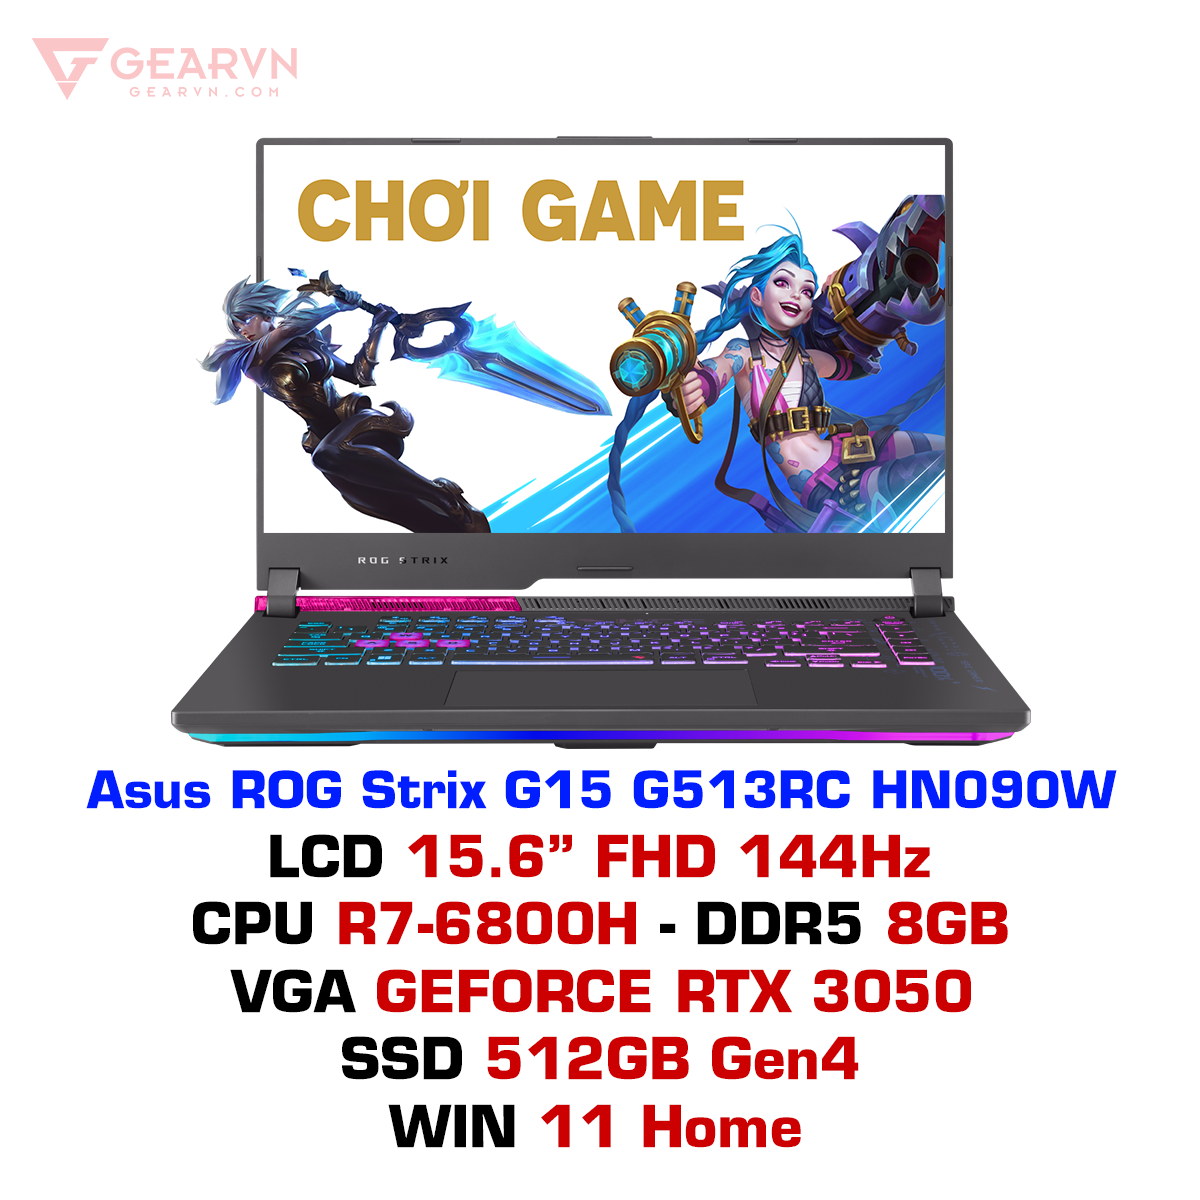 GEARVN
GEARVN.COM
CHƠI GAME
ROG STRIX
Asus ROG Strix G15 G513RC HN090W
LCD 15.6” FHD 144Hz
CPU R7-6800H - DDR5 8GB
VGA GEFORCE RTX 3050
SSD 512GB Gen4
WIN 11 Home